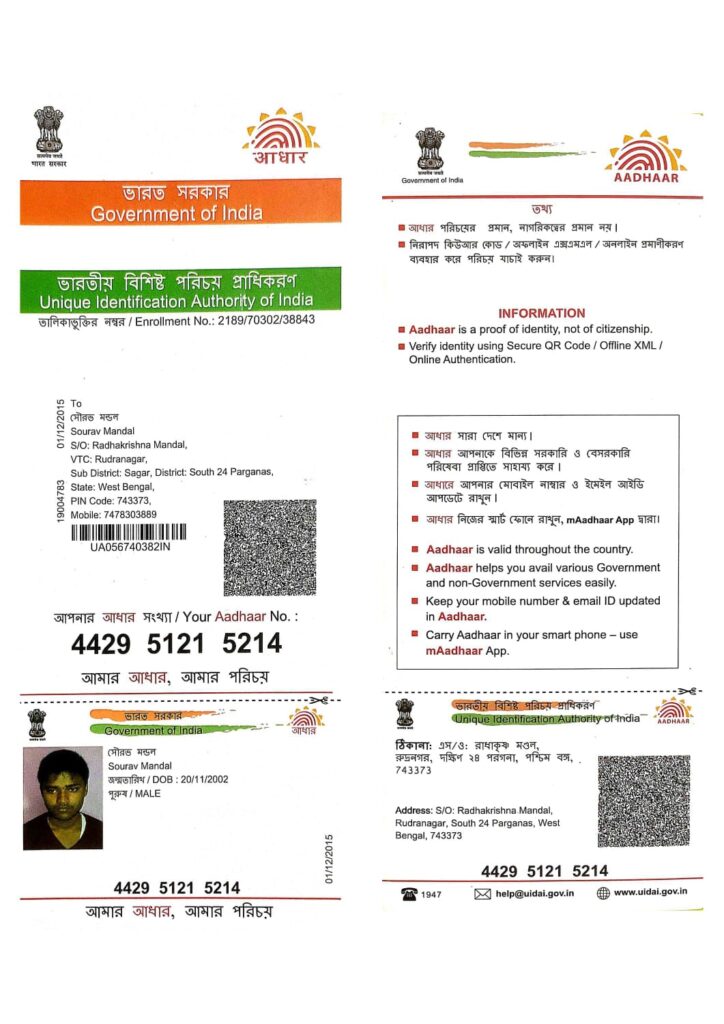 सत्यमेव जयते
भारत सरकार
आधार
ভারত সরকার
Government of India
ভারতীয় বিশিষ্ট পরিচয় প্রাধিকরণ
Unique Identification Authority of India
তালিকাভুক্তির নম্বর / Enrollment No.: 2189/70302/38843
01/12/2015
19004783
To
সৌরভ মন্ডল
Sourav Mandal
S/O: Radhakrishna Mandal,
VTC: Rudranagar,
Sub District: Sagar, District: South 24 Parganas,
State: West Bengal,
PIN Code: 743373,
Mobile: 7478303889
UA056740382IN
আপনার আধার সংখ্যা / Your Aadhaar No. :
4429 5121 5214
আমার আধার, আমার পরিচয়
ভারত সরকার
Government of India
आधार
সৌরভ মন্ডল
Sourav Mandal
জন্মতারিখ / DOB : 20/11/2002
পুরুষ / MALE
01/12/2015
4429 5121 5214
আমার আধার, আমার পরিচয়
Government of India
AADHAAR
তথ্য
আধার পরিচয়ের প্রমান, নাগরিকত্বের প্রমান নয়।
নিরাপদ কিউআর কোড / অফলাইন এক্সএমএল / অনলাইন প্রমাণীকরণ
ব্যবহার করে পরিচয় যাচাই করুন।
INFORMATION
Aadhaar is a proof of identity, not of citizenship.
Verify identity using Secure QR Code / Offline XML /
Online Authentication.
আধার সারা দেশে মান্য।
আধার আপনাকে বিভিন্ন সরকারি ও বেসরকারি
পরিষেবা প্রাপ্তিতে সাহায্য করে।
আধারে আপনার মোবাইল নাম্বার ও ইমেইল আইডি
আপডেটে রাখুন।
আধার নিজের স্মার্ট ফোনে রাখুন, mAadhaar App দ্বারা।
Aadhaar is valid throughout the country.
Aadhaar helps you avail various Government
and non-Government services easily.
Keep your mobile number & email ID updated
in Aadhaar.
Carry Aadhaar in your smart phone – use
mAadhaar App.
ভারতীয় বিশিষ্ট পরিচয় প্রাধিকরণ
Unique Identification Authority of India
AADHAAR
ঠিকানা: এস/ও: রাধাকৃষ্ণ মণ্ডল,
রুদ্রনগর, দক্ষিণ ২৪ পরগনা, পশ্চিম বঙ্গ,
743373
Address: S/O: Radhakrishna Mandal,
Rudranagar, South 24 Parganas, West
Bengal, 743373
4429 5121 5214
1947
help@uidai.gov.in
www.uidai.gov.in